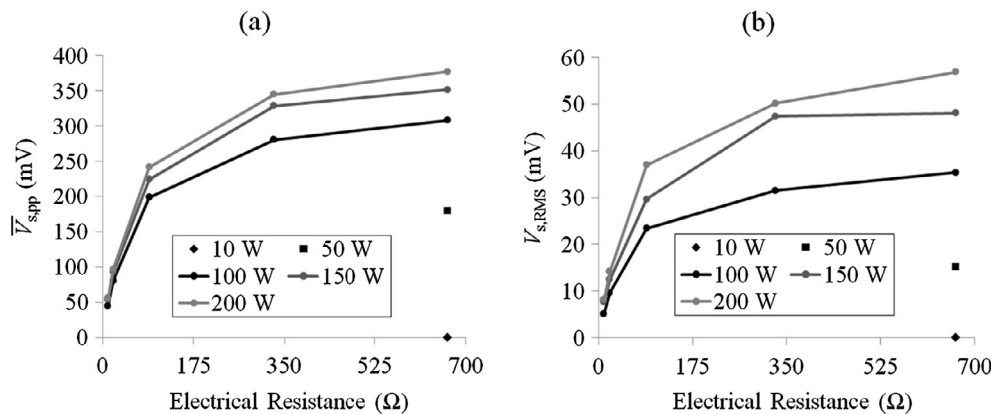 (a)
400
350
300
250
200
150
100
50
0
V̅s,pp (mV)
10 W 50 W
100 W 150 W
200 W
0 175 350 525 700
Electrical Resistance (Ω)
(b)
60
50
40
30
20
10
0
Vs,RMS (mV)
10 W 50 W
100 W 150 W
200 W
0 175 350 525 700
Electrical Resistance (Ω)